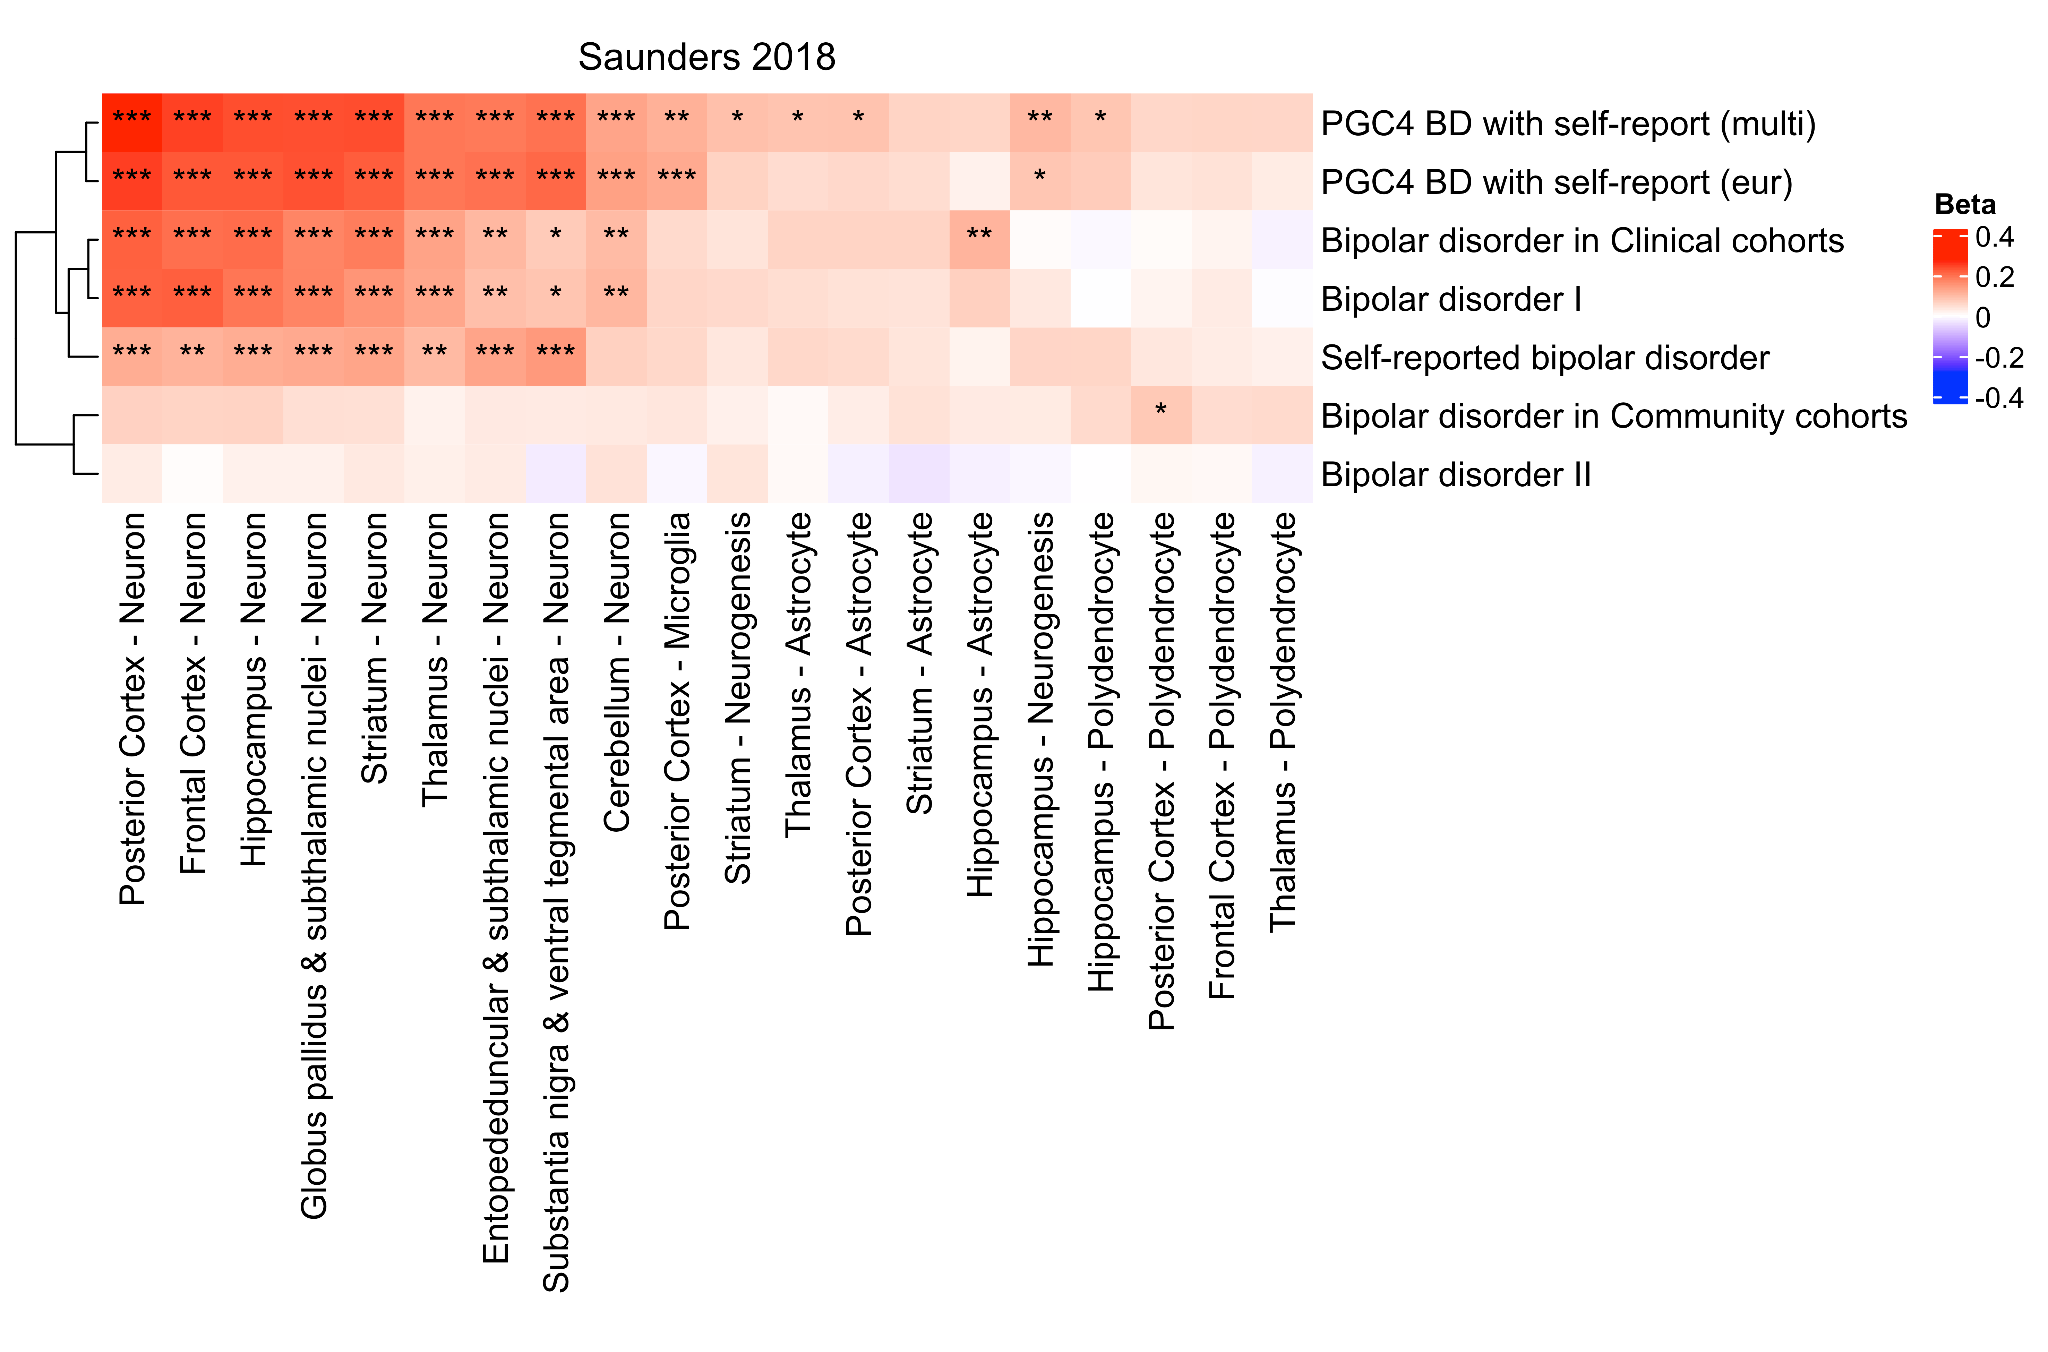 Saunders 2018
*** *** *** *** *** *** *** *** *** ** * * * ** * PGC4 BD with self-report (multi)
*** *** *** *** *** *** *** *** *** *** * PGC4 BD with self-report (eur)
*** *** *** *** *** *** ** * ** ** Bipolar disorder in Clinical cohorts
*** *** *** *** *** *** ** * ** Bipolar disorder I
*** ** *** *** *** ** *** *** Self-reported bipolar disorder
* Bipolar disorder in Community cohorts
Bipolar disorder II
Beta
0.4
0.2
0
-0.2
-0.4
Posterior Cortex - Neuron
Frontal Cortex - Neuron
Hippocampus - Neuron
Globus pallidus & subthalamic nuclei - Neuron
Striatum - Neuron
Thalamus - Neuron
Entopeduncular & subthalamic nuclei - Neuron
Substantia nigra & ventral tegmental area - Neuron
Cerebellum - Neuron
Posterior Cortex - Microglia
Striatum - Neurogenesis
Thalamus - Astrocyte
Posterior Cortex - Astrocyte
Striatum - Astrocyte
Hippocampus - Astrocyte
Hippocampus - Neurogenesis
Hippocampus - Polydendrocyte
Posterior Cortex - Polydendrocyte
Frontal Cortex - Polydendrocyte
Thalamus - Polydendrocyte